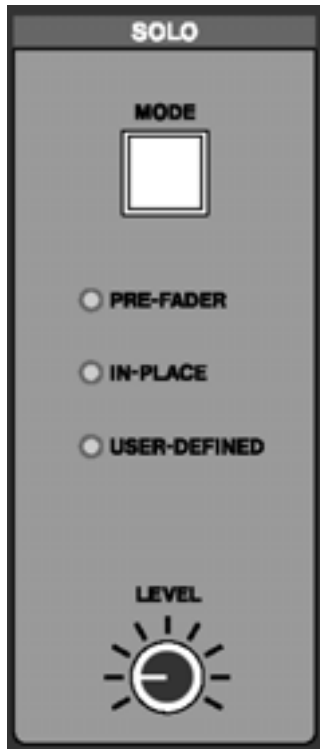 SOLO
MODE
PRE-FADER
IN-PLACE
USER-DEFINED
LEVEL